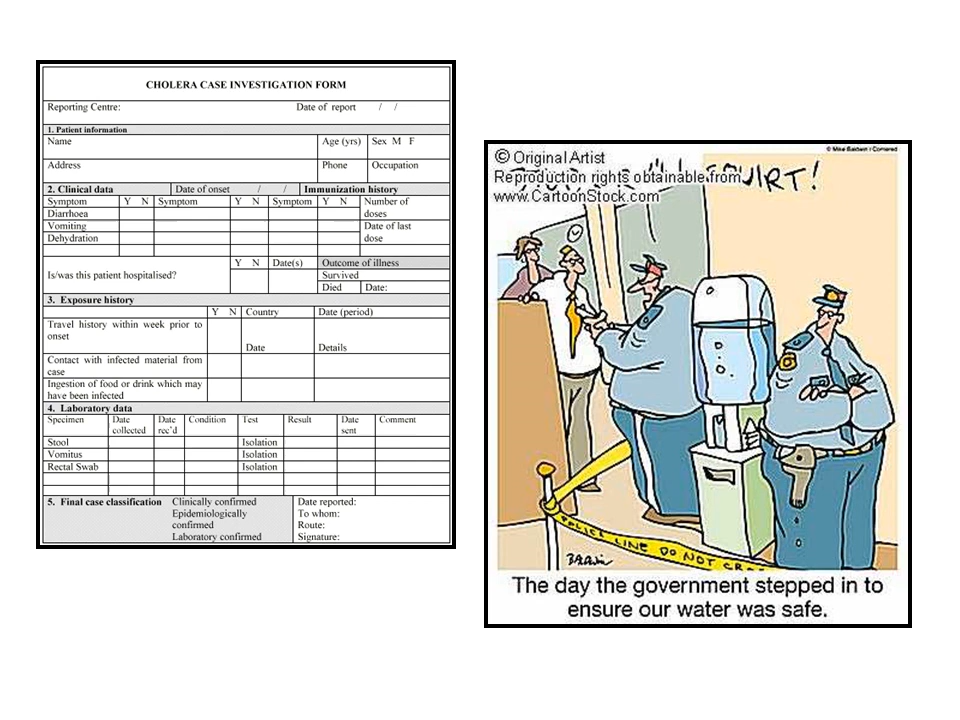 CHOLERA CASE INVESTIGATION FORM
Reporting Centre: Date of report / /
1. Patient information
Name Age (yrs) Sex M F
Address Phone Occupation
2. Clinical data Date of onset / / Immunization history
Symptom Y N Symptom Y N Symptom Y N Number of doses
Diarrhoea
Vomiting Date of last dose
Dehydration
Is/was this patient hospitalised? Y N Date(s) Outcome of illness
Survived
Died Date:
3. Exposure history
Y N Country Date (period)
Travel history within week prior to
onset
Date Details
Contact with infected material from
case
Ingestion of food or drink which may
have been infected
4. Laboratory data
Specimen Date collected Date rec'd Condition Test Result Date sent Comment
Stool Isolation
Vomitus Isolation
Rectal Swab Isolation
5. Final case classification Clinically confirmed Date reported:
Epidemiologically To whom:
confirmed Route:
Laboratory confirmed Signature:
© Mike Baldwin / Cornered
© Original Artist
Reproduction rights obtainable from
www.CartoonStock.com
SQUIRT!
POLICE LINE DO NOT CROSS
BALDWIN
The day the government stepped in to
ensure our water was safe.